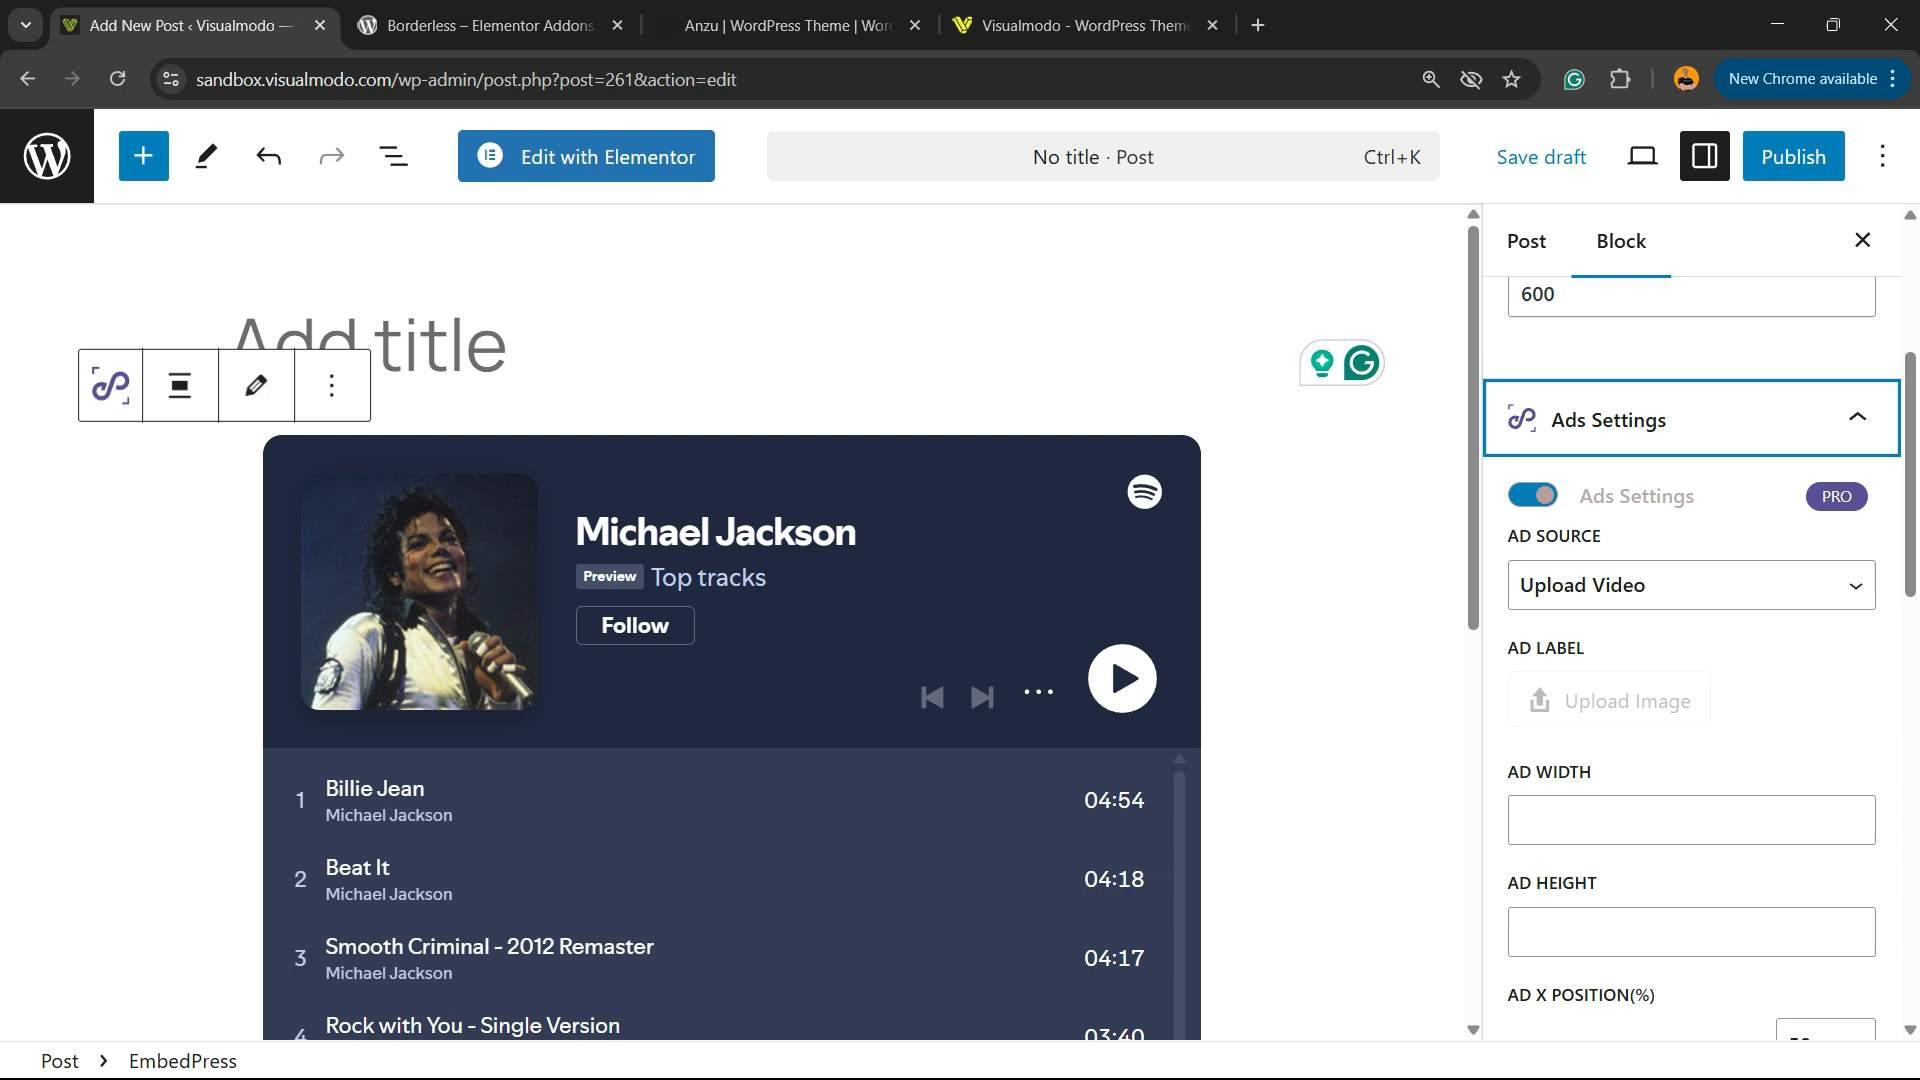 Add New Post ‹ Visualmodo —
Borderless – Elementor Addons
Anzu | WordPress Theme | Wor
Visualmodo - WordPress Theme
sandbox.visualmodo.com/wp-admin/post.php?post=261&action=edit
New Chrome available
Edit with Elementor
No title · Post
Ctrl+K
Save draft
Publish
Post
Block
600
Add title
Ads Settings
Ads Settings
PRO
AD SOURCE
Upload Video
AD LABEL
Upload Image
AD WIDTH
AD HEIGHT
AD X POSITION(%)
Michael Jackson
Preview Top tracks
Follow
1 Billie Jean 04:54
Michael Jackson
2 Beat It 04:18
Michael Jackson
3 Smooth Criminal - 2012 Remaster 04:17
Michael Jackson
4 Rock with You - Single Version 03:40
Post
EmbedPress